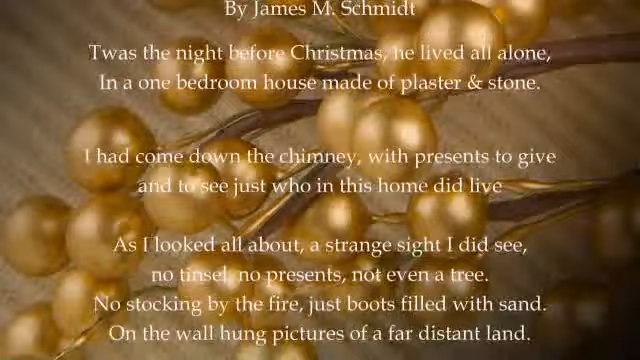 By James M. Schmidt
Twas the night before Christmas, he lived all alone,
In a one bedroom house made of plaster & stone.
I had come down the chimney, with presents to give
and to see just who in this home did live
As I looked all about, a strange sight I did see,
no tinsel, no presents, not even a tree.
No stocking by the fire, just boots filled with sand.
On the wall hung pictures of a far distant land.